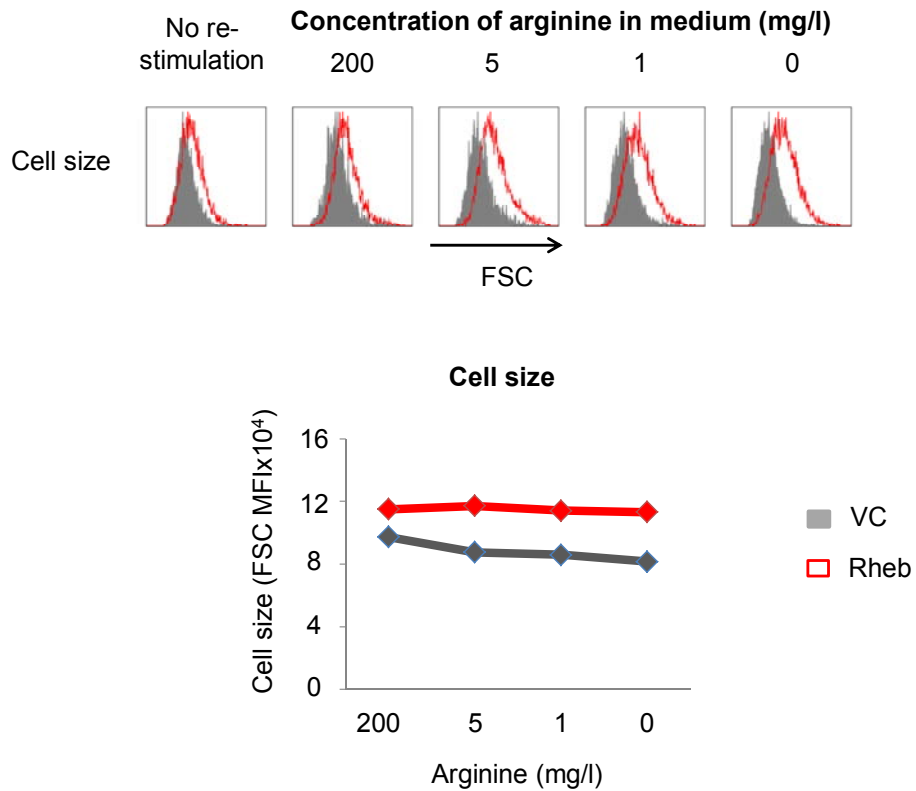 No re-
stimulation
Concentration of arginine in medium (mg/l)
200 5 1 0
Cell size
FSC
Cell size
Cell size (FSC MFIx10⁴)
16
12
8
4
0
200 5 1 0
Arginine (mg/l)
VC
Rheb